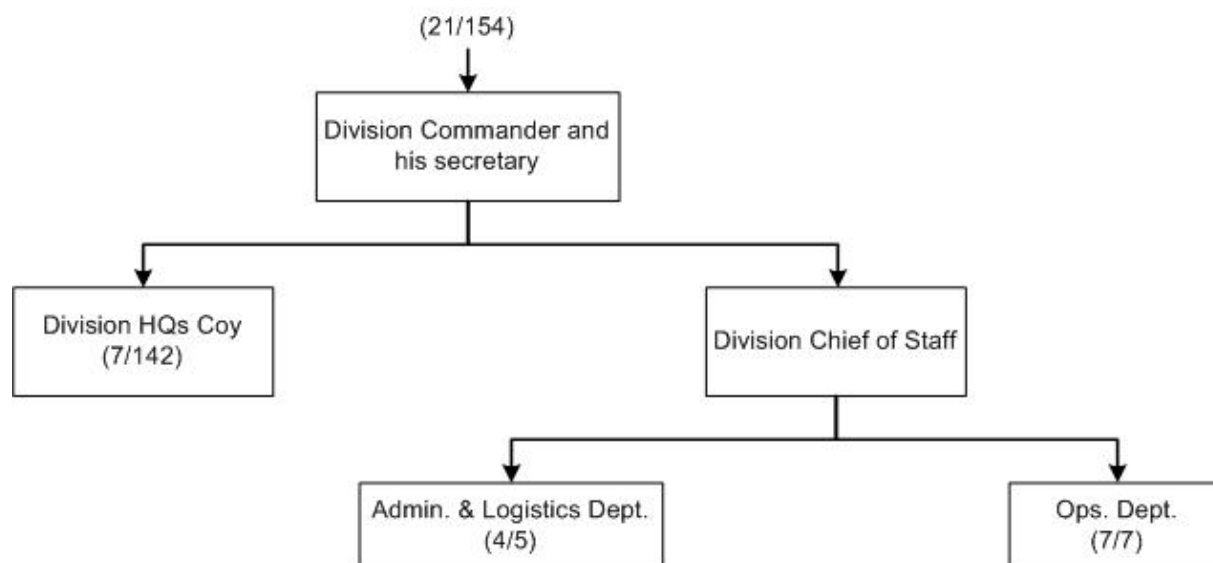 (21/154)
Division Commander and
his secretary
Division HQs Coy
(7/142)
Division Chief of Staff
Admin. & Logistics Dept.
(4/5)
Ops. Dept.
(7/7)